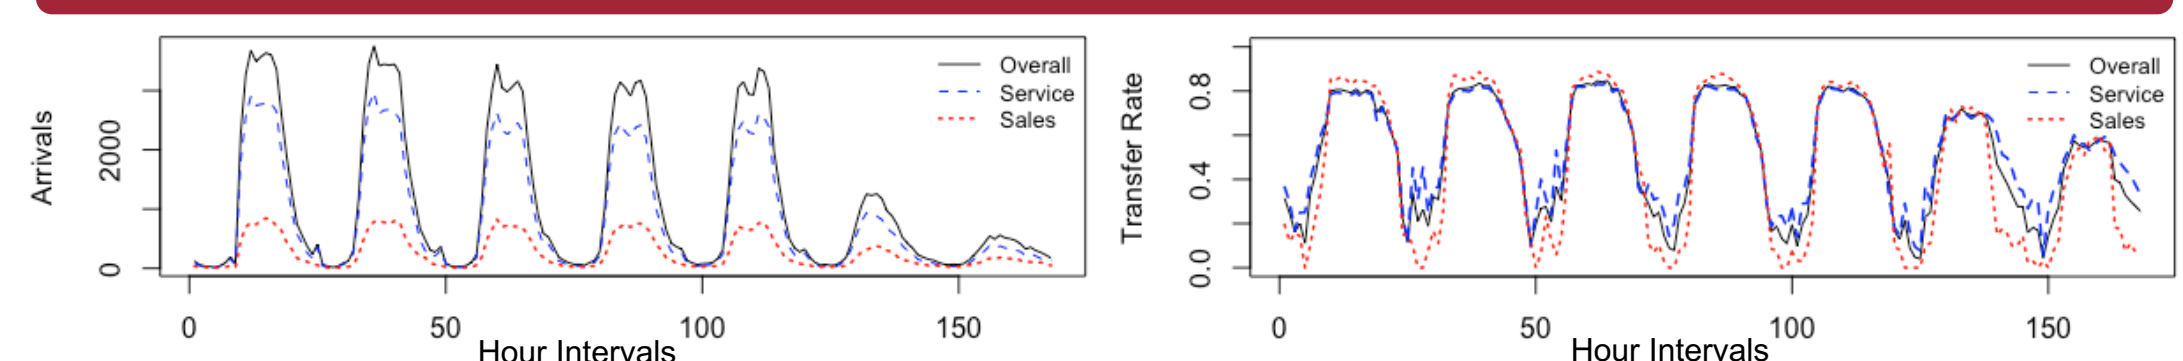 Arrivals
2000
0
0
50
100
150
Hour Intervals
Overall
Service
Sales
Transfer Rate
0.8
0.4
0.0
0
50
100
150
Hour Intervals
Overall
Service
Sales